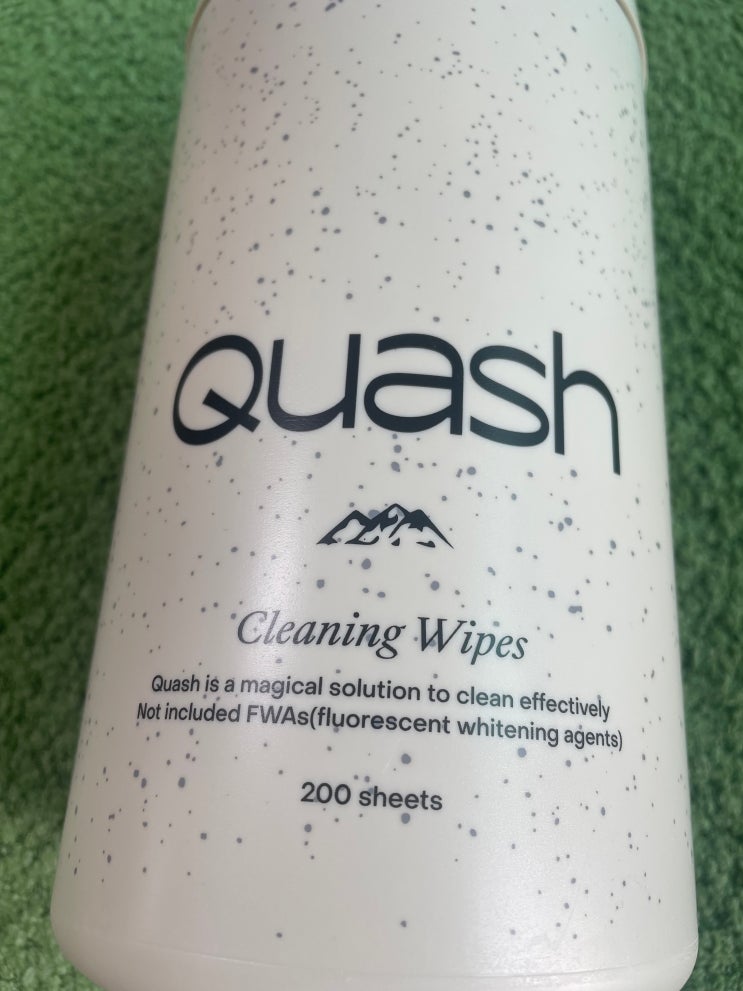 Quash
Cleaning Wipes
Quash is a magical solution to clean effectively
Not included FWAs(fluorescent whitening agents)
200 sheets